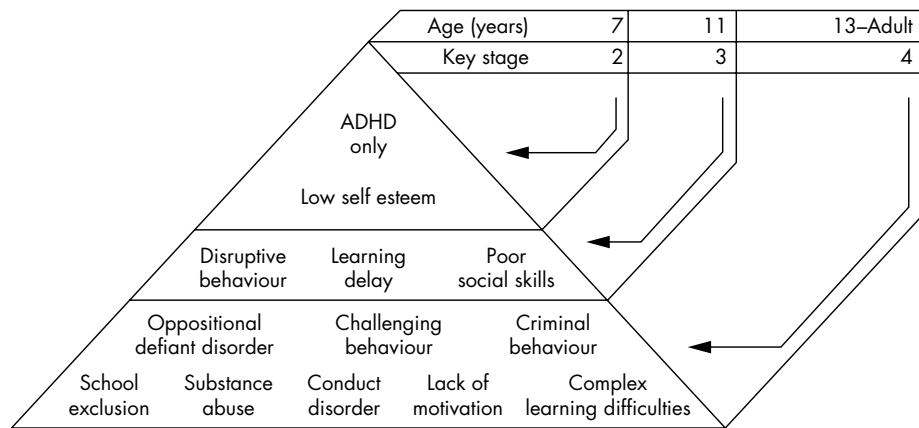 Age (years) 7 11 13–Adult
Key stage 2 3 4
ADHD
only
Low self esteem
Disruptive Learning Poor
behaviour delay social skills
Oppositional Challenging Criminal
defiant disorder behaviour behaviour
School Substance Conduct Lack of Complex
exclusion abuse disorder motivation learning difficulties